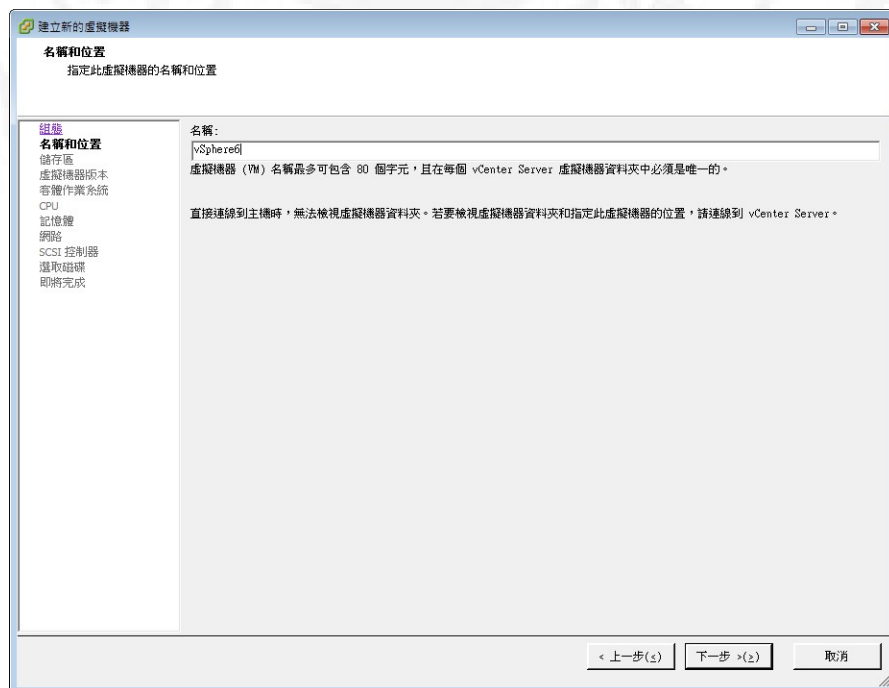 建立新的虛擬機器
名稱和位置
指定此虛擬機器的名稱和位置
組態
名稱和位置
儲存區
虛擬機器版本
客體作業系統
CPU
記憶體
網路
SCSI 控制器
選取磁碟
即將完成
名稱:
vSphere6
虛擬機器 (VM) 名稱最多可包含 80 個字元，且在每個 vCenter Server 虛擬機器資料夾中必須是唯一的。
直接連線到主機時，無法檢視虛擬機器資料夾。若要檢視虛擬機器資料夾和指定此虛擬機器的位置，請連線到 vCenter Server。
< 上一步(≤)
下一步 >(≥)
取消